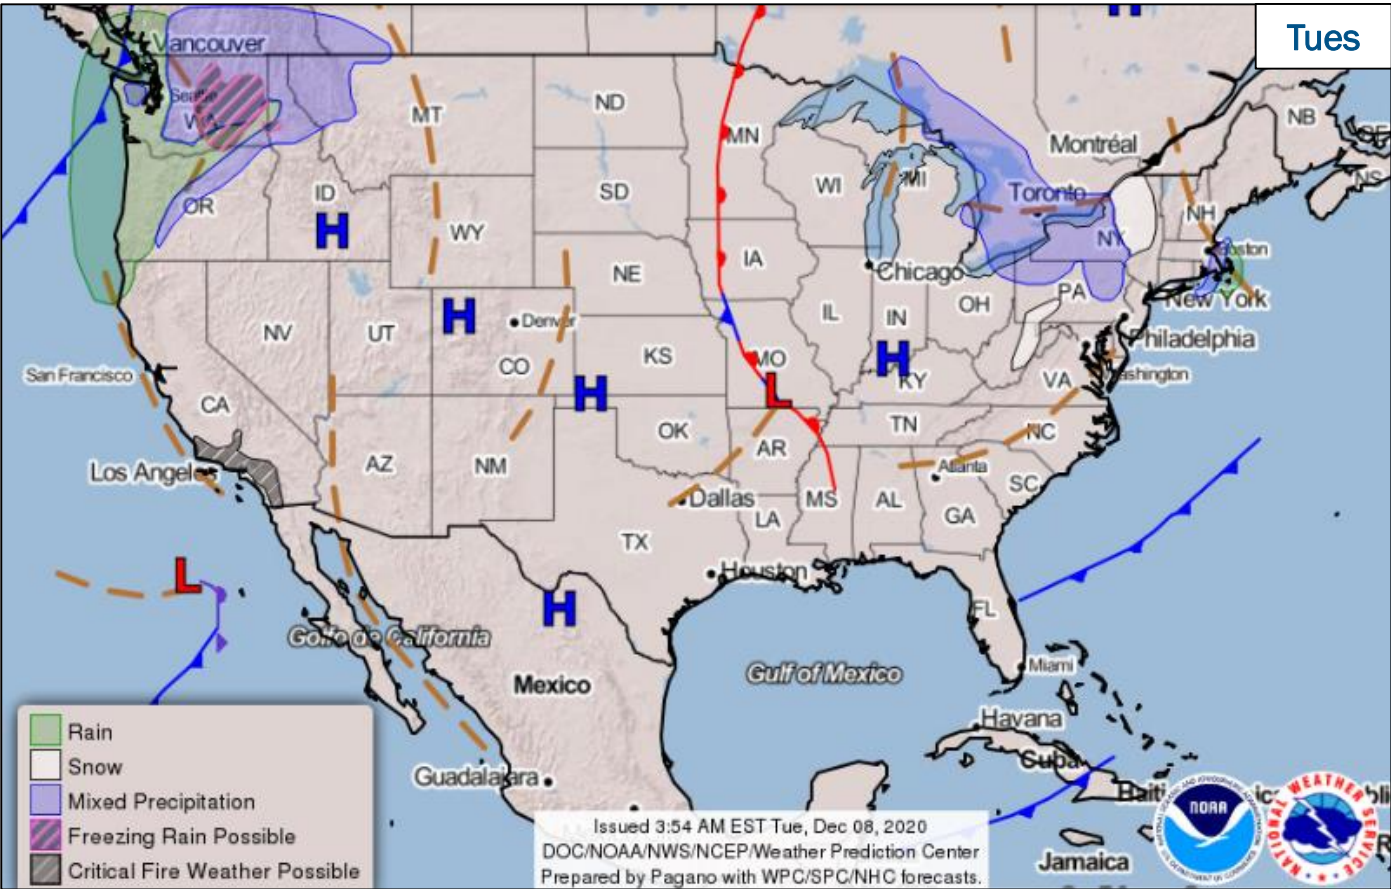 Tues
H
Vancouver
Seattle
WA
MT
ND
MN
Montréal
NB
NS
OR
ID
H
WY
SD
WI
MI
Toronto
NY
NH
Boston
IA
NE
Chicago
New York
PA
OH
IN
IL
NV
UT
H
Denver
CO
KS
MO
H
KY
Philadelphia
Washington
VA
San Francisco
CA
H
L
OK
AR
TN
NC
Los Angeles
AZ
NM
Dallas
MS
AL
Atlanta
GA
SC
LA
TX
Houston
L
H
FL
Golfo de California
Mexico
Gulf of Mexico
Miami
Havana
Cuba
Guadalajara
Haiti
Jamaica
Rain
Snow
Mixed Precipitation
Freezing Rain Possible
Critical Fire Weather Possible
Issued 3:54 AM EST Tue, Dec 08, 2020
DOC/NOAA/NWS/NCEP/Weather Prediction Center
Prepared by Pagano with WPC/SPC/NHC forecasts.
NOAA
NATIONAL WEATHER SERVICE